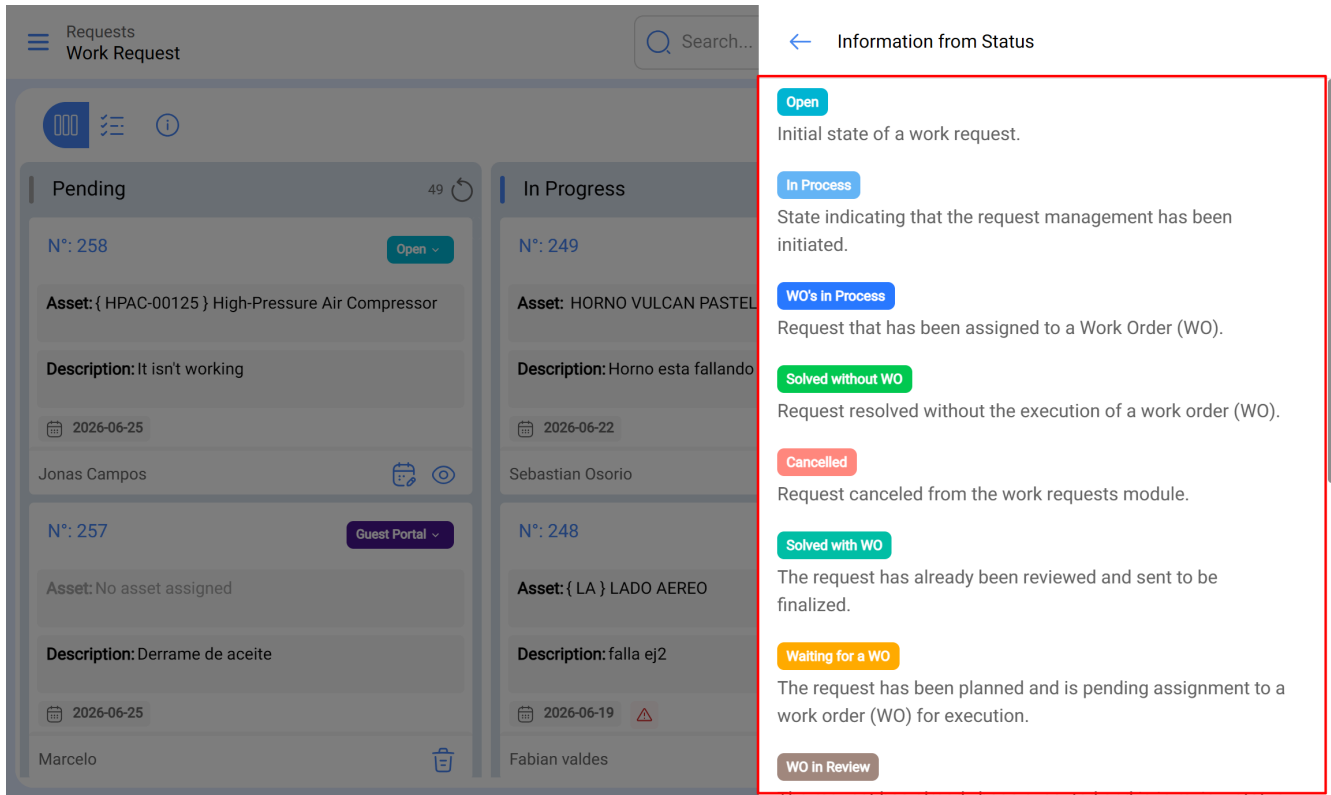 Requests
Work Request
Search...
Pending
49
N°: 258
Open
Asset: { HPAC-00125 } High-Pressure Air Compressor
Description: It isn't working
2026-06-25
Jonas Campos
N°: 257
Guest Portal
Asset: No asset assigned
Description: Derrame de aceite
2026-06-25
Marcelo
In Progress
N°: 249
Asset: HORNO VULCAN PASTEL
Description: Horno esta fallando
2026-06-22
Sebastian Osorio
N°: 248
Asset: { LA } LADO AEREO
Description: falla ej2
2026-06-19
Fabian valdes
Information from Status
Open
Initial state of a work request.
In Process
State indicating that the request management has been
initiated.
WO's in Process
Request that has been assigned to a Work Order (WO).
Solved without WO
Request resolved without the execution of a work order (WO).
Cancelled
Request canceled from the work requests module.
Solved with WO
The request has already been reviewed and sent to be
finalized.
Waiting for a WO
The request has been planned and is pending assignment to a
work order (WO) for execution.
WO in Review